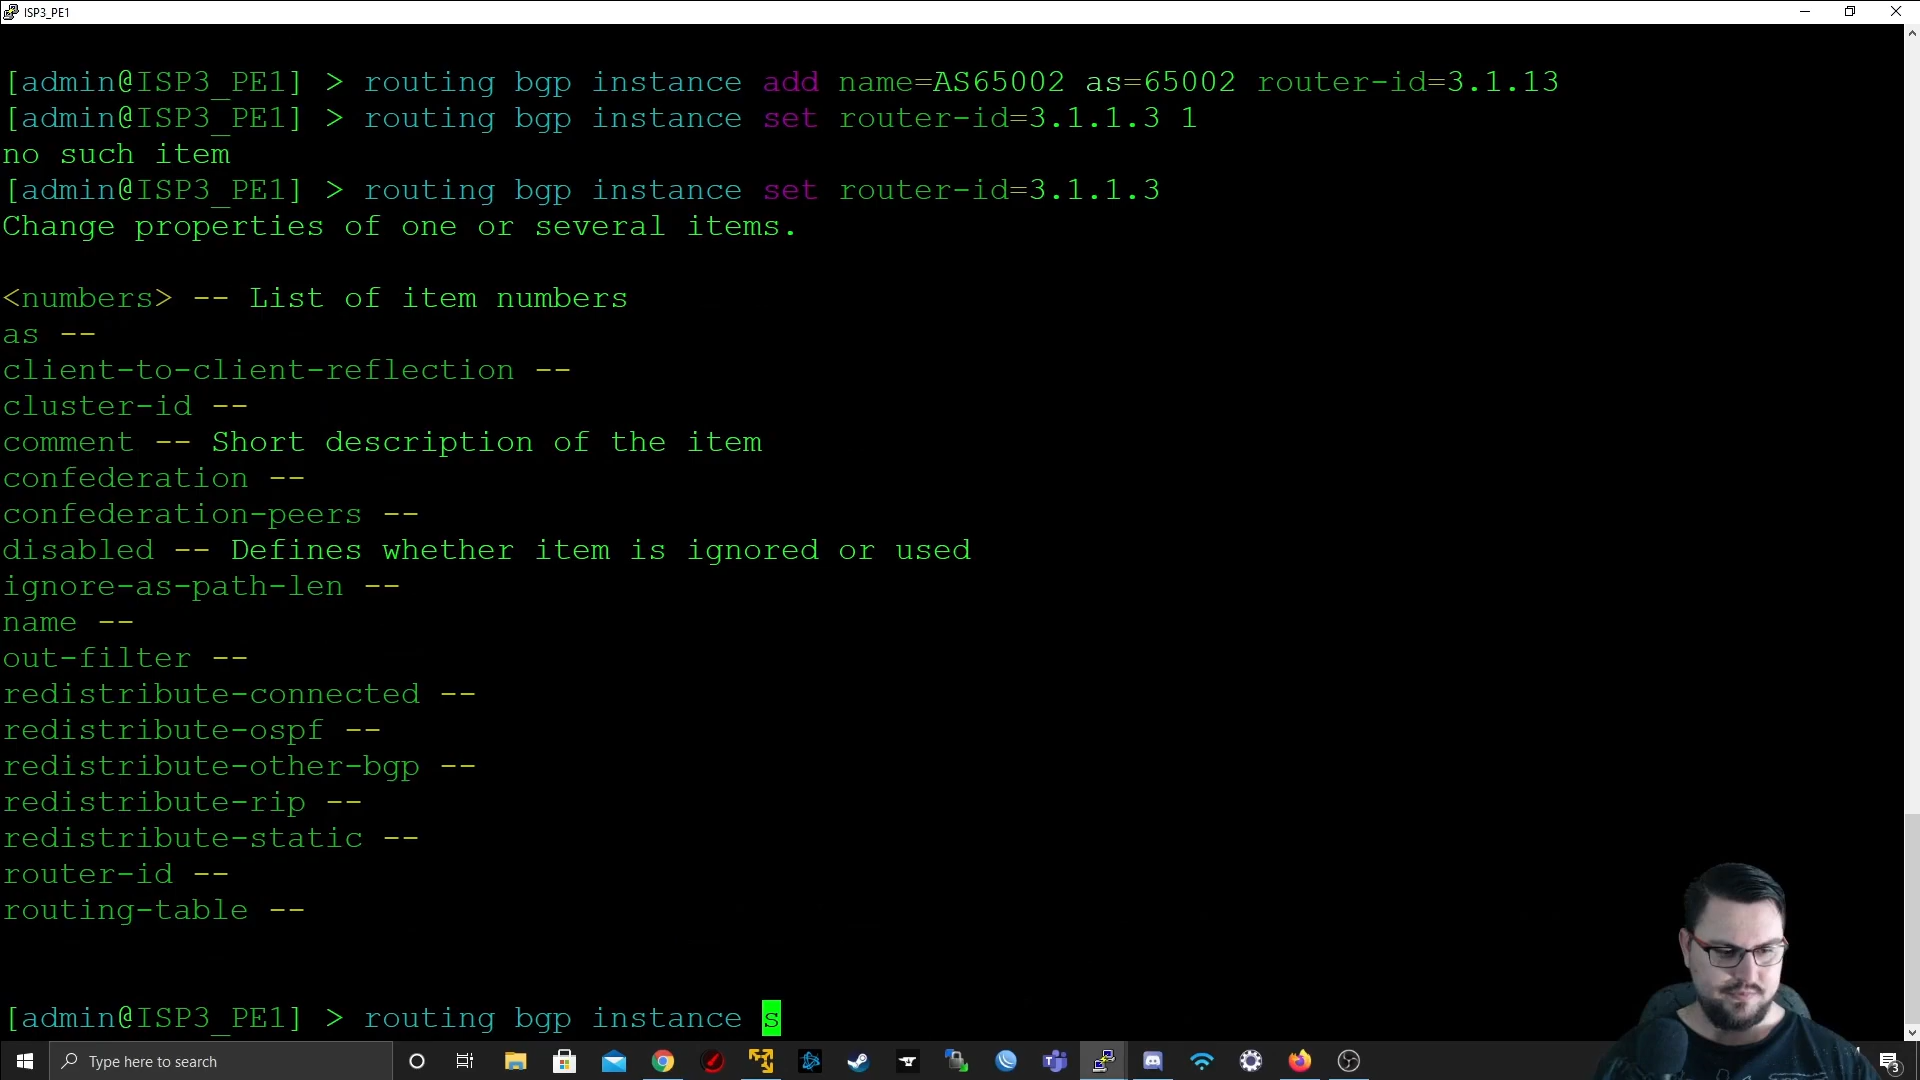 ISP3_PE1
[admin@ISP3_PE1] > routing bgp instance add name=AS65002 as=65002 router-id=3.1.13
[admin@ISP3_PE1] > routing bgp instance set router-id=3.1.1.3 1
no such item
[admin@ISP3_PE1] > routing bgp instance set router-id=3.1.1.3
Change properties of one or several items.
<numbers> -- List of item numbers
as --
client-to-client-reflection --
cluster-id --
comment -- Short description of the item
confederation --
confederation-peers --
disabled -- Defines whether item is ignored or used
ignore-as-path-len --
name --
out-filter --
redistribute-connected --
redistribute-ospf --
redistribute-other-bgp --
redistribute-rip --
redistribute-static --
router-id --
routing-table --
[admin@ISP3_PE1] > routing bgp instance s
Type here to search
3